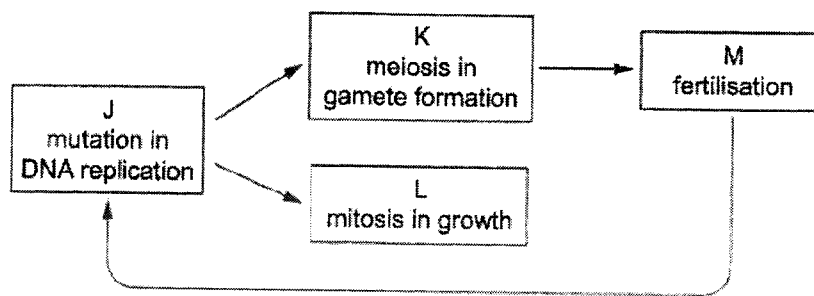 J
mutation in
DNA replication
K
meiosis in
gamete formation
L
mitosis in growth
M
fertilisation